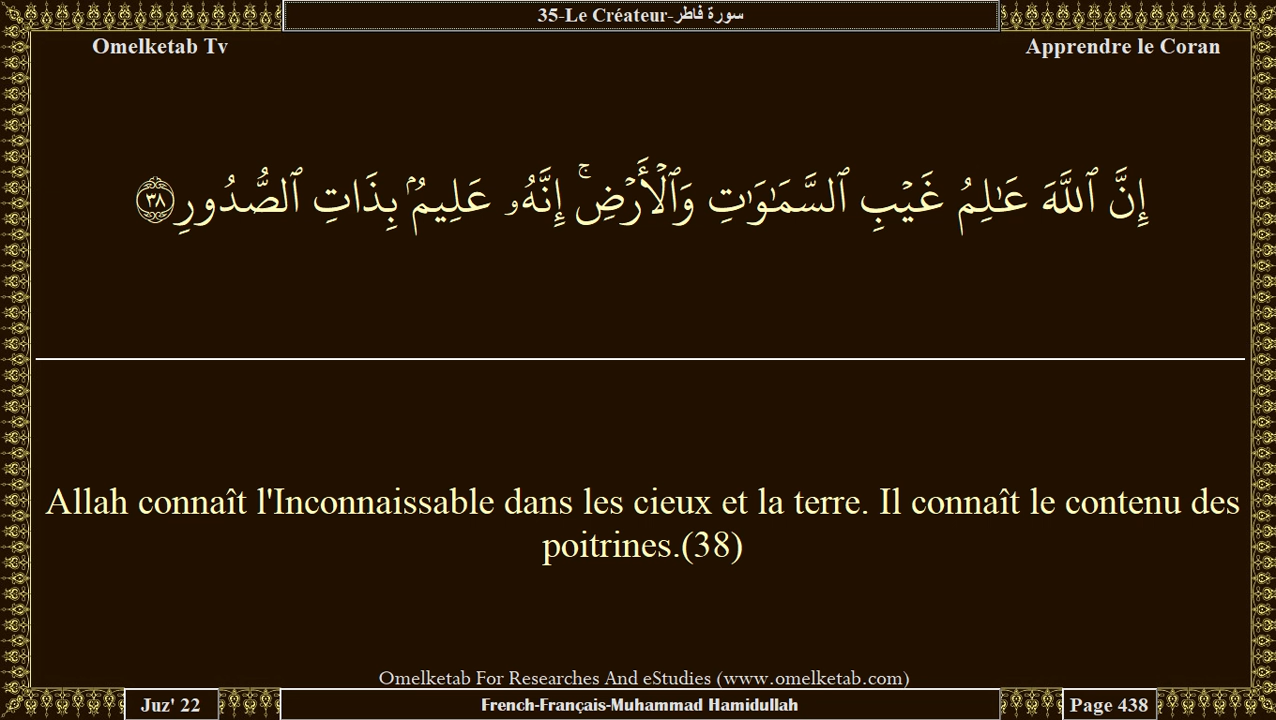 35-Le Créateur-سورة فاطر
Omelketab Tv
Apprendre le Coran
إِنَّ ٱللَّهَ عَـٰلِمُ غَيْبِ ٱلسَّمَـٰوَٰتِ وَٱلْأَرْضِ ۚ إِنَّهُۥ عَلِيمٌۢ بِذَاتِ ٱلصُّدُورِ ﴿٣٨﴾
Allah connaît l'Inconnaissable dans les cieux et la terre. Il connaît le contenu des
poitrines.(38)
Omelketab For Researches And eStudies (www.omelketab.com)
Juz' 22
French-Français-Muhammad Hamidullah
Page 438